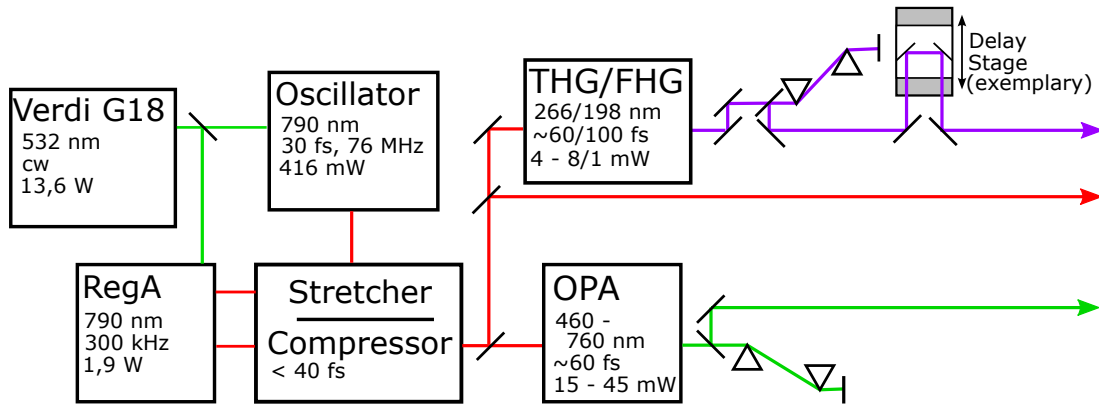 Verdi G18
532 nm
cw
13,6 W
Oscillator
790 nm
30 fs, 76 MHz
416 mW
THG/FHG
266/198 nm
~60/100 fs
4 - 8/1 mW
Delay
Stage
(exemplary)
RegA
790 nm
300 kHz
1,9 W
Stretcher
Compressor
< 40 fs
OPA
460 -
760 nm
~60 fs
15 - 45 mW